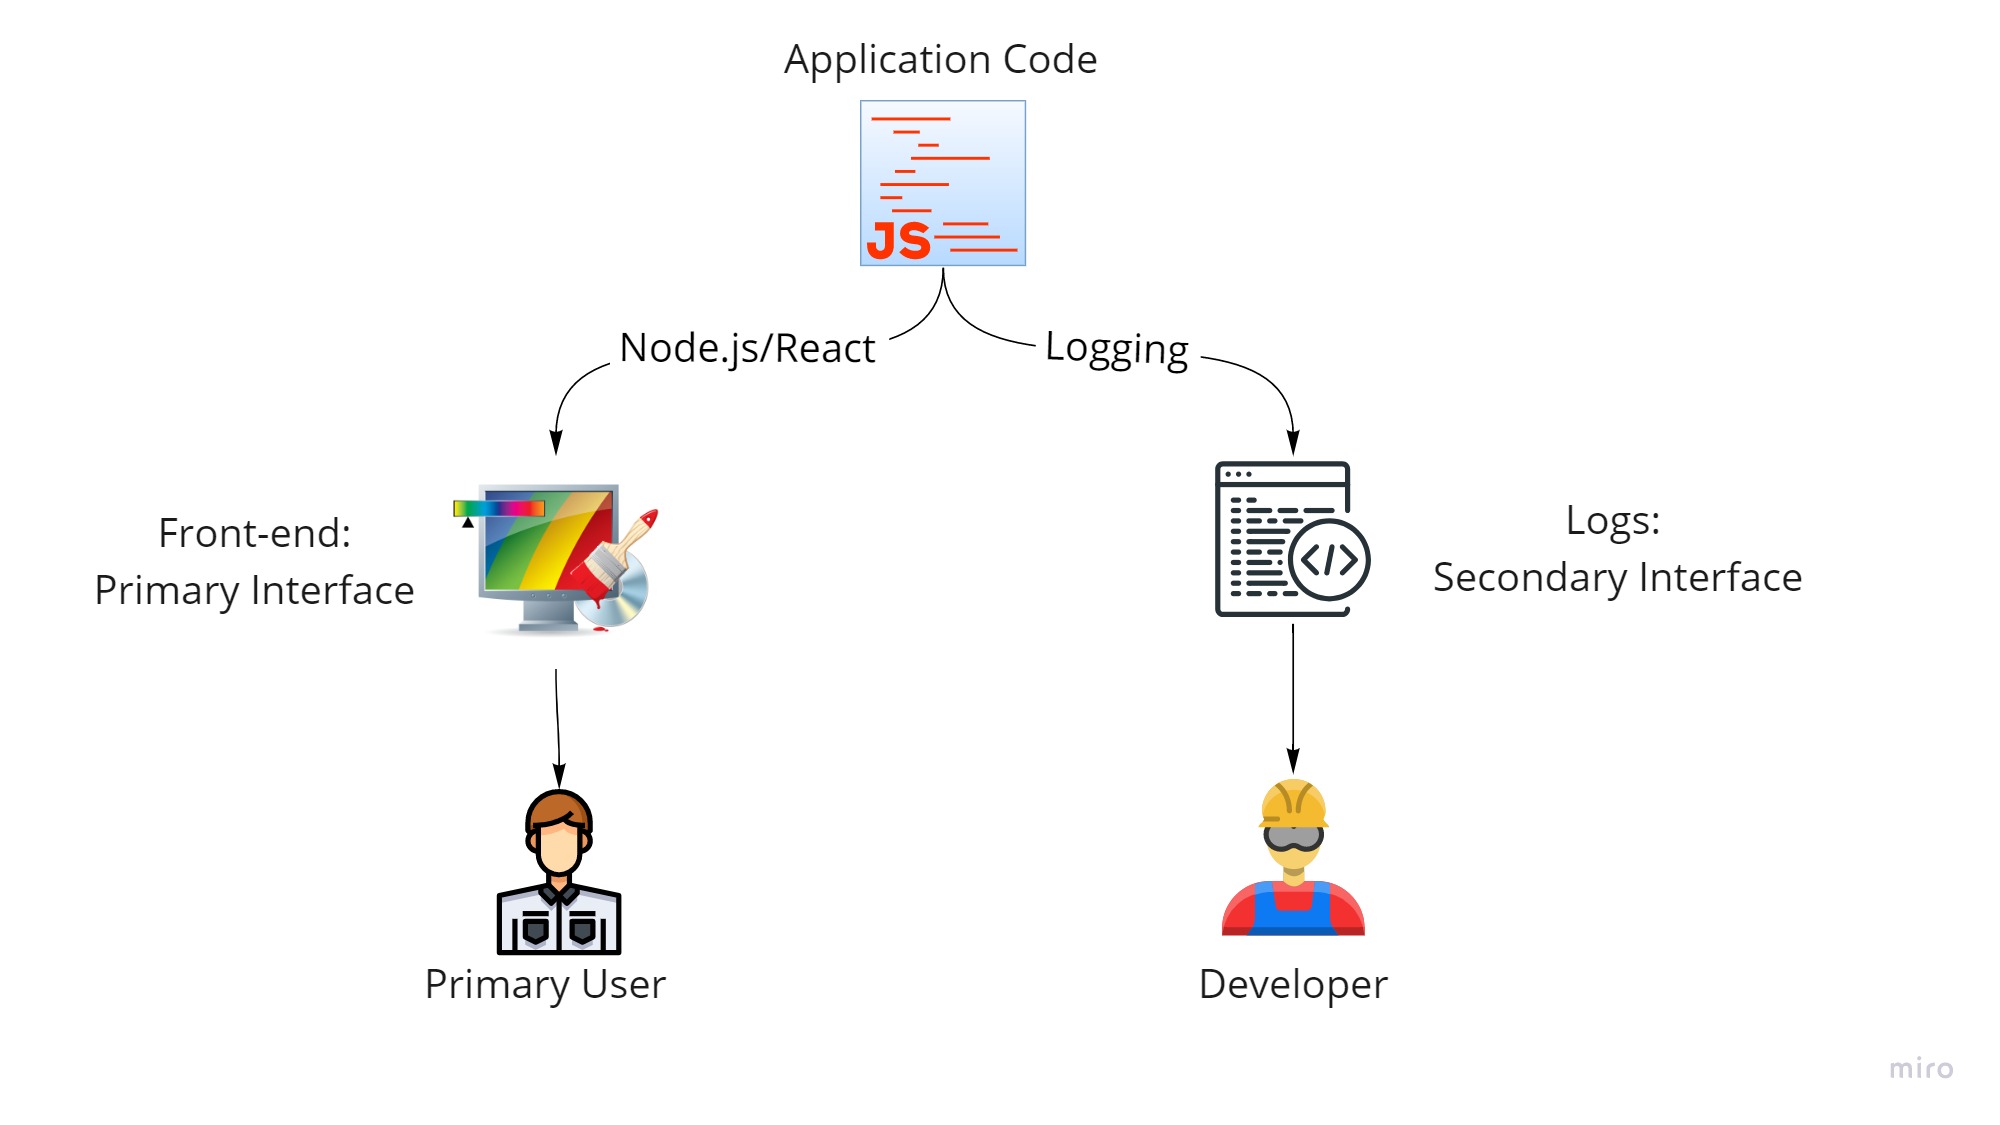 Application Code
JS
Node.js/React
Logging
Front-end:
Primary Interface
Logs:
Secondary Interface
</>
Primary User
Developer
miro